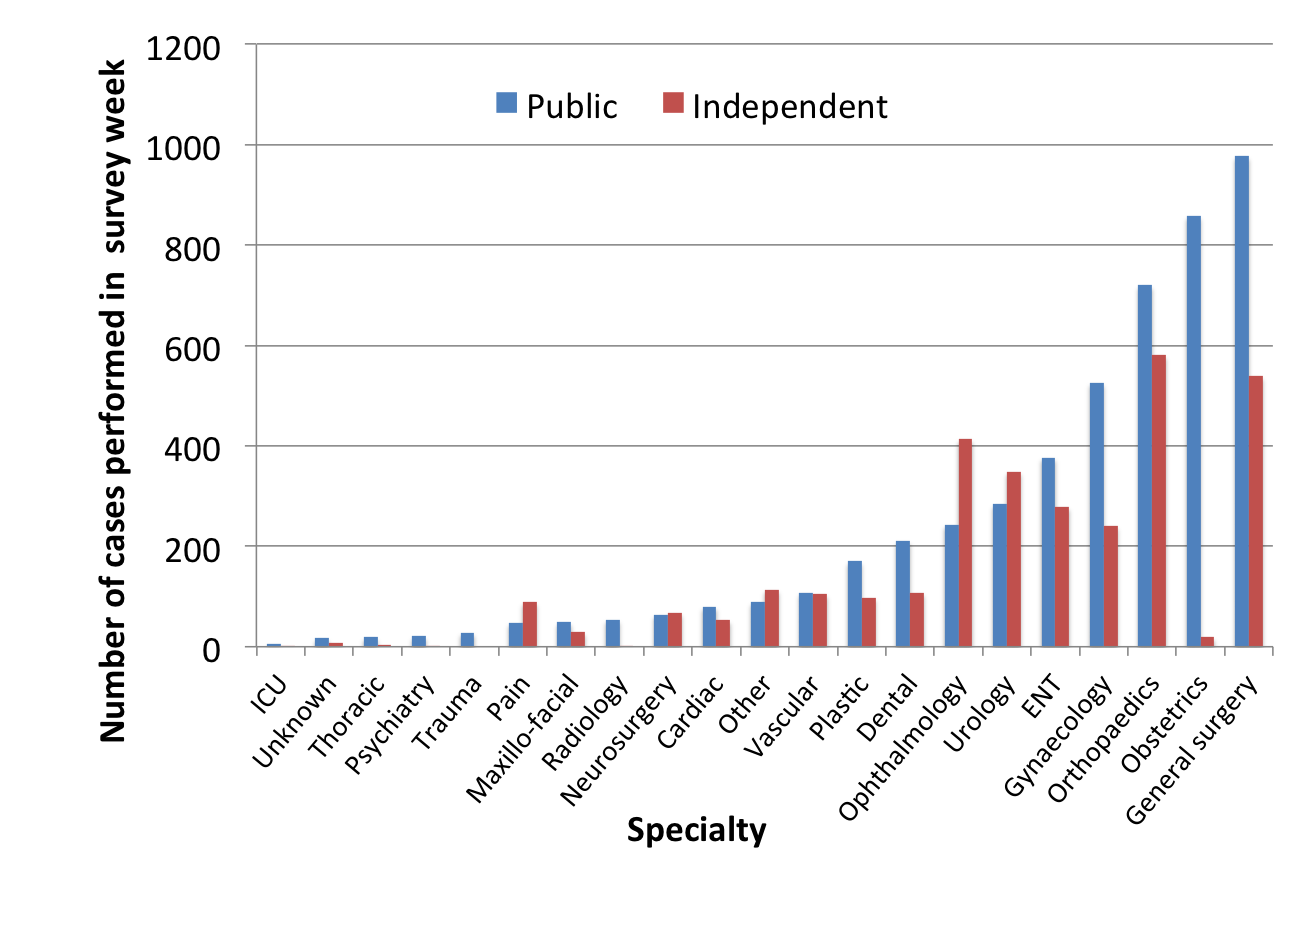 Number of cases performed in  survey week
1200
1000
800
600
400
200
0
Public
Independent
ICU
Unknown
Thoracic
Psychiatry
Trauma
Pain
Maxillo-facial
Radiology
Neurosurgery
Cardiac
Other
Vascular
Plastic
Dental
Ophthalmology
Urology
ENT
Gynaecology
Orthopaedics
Obstetrics
General surgery
Specialty